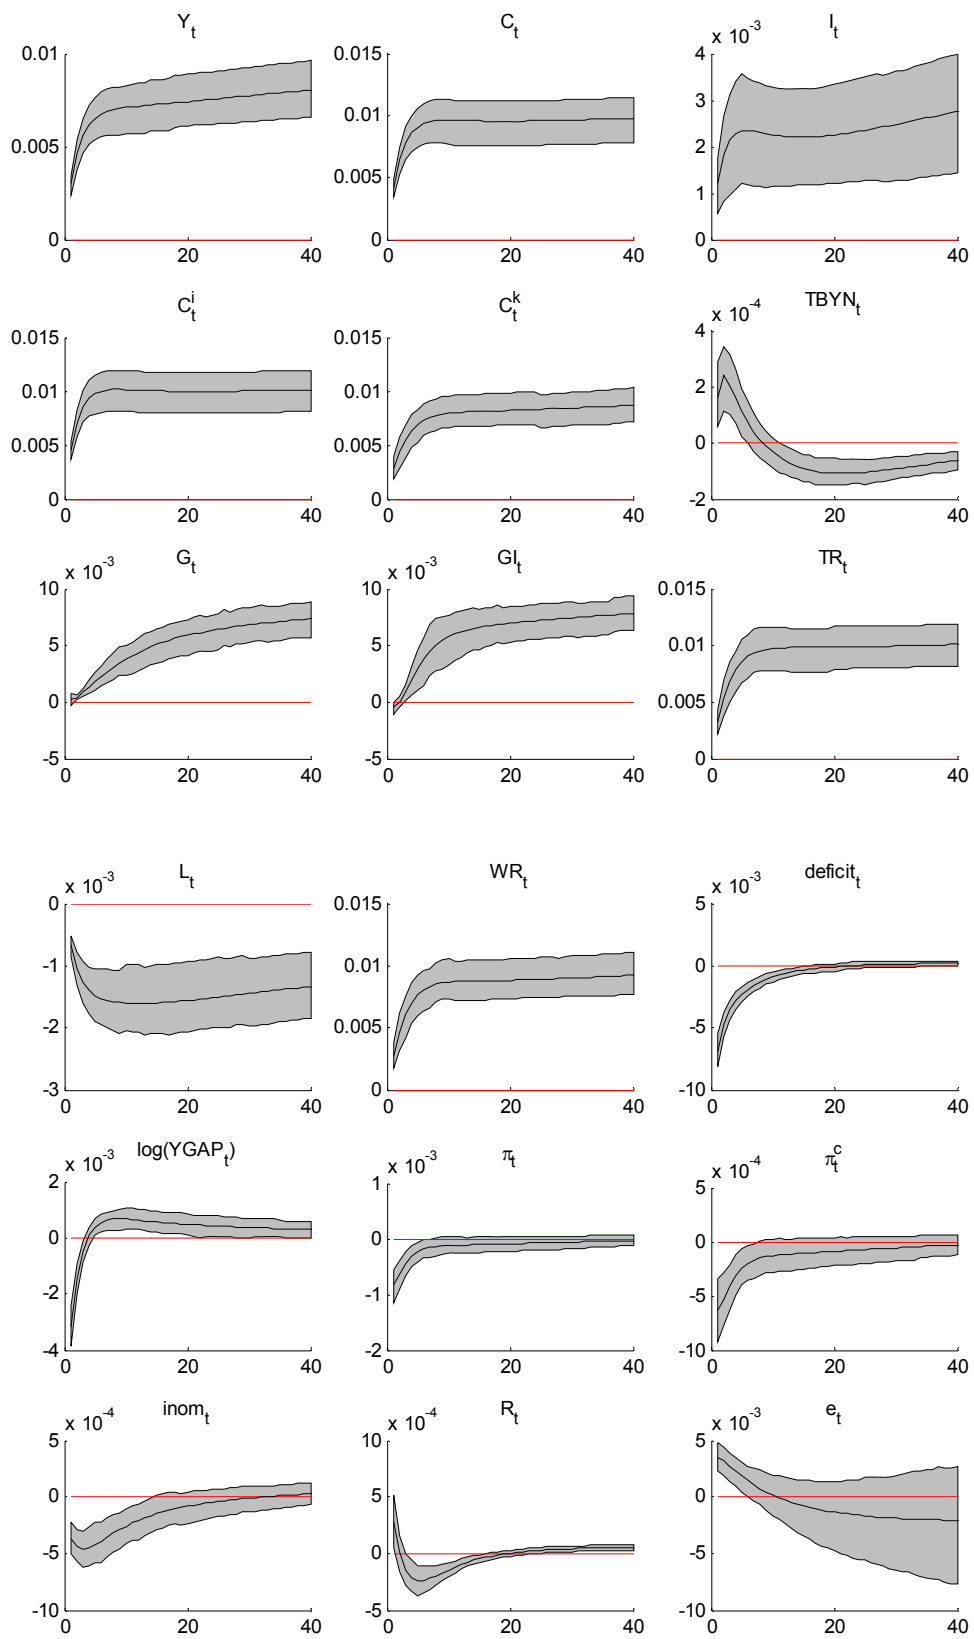 Y_t C_t I_t
x 10^-3
0.01 0.015 4
0.005 0.01 3
0.005 2
1
0 0 0
0 20 40 0 20 40 0 20 40
C_t^i C_t^k TBYN_t
x 10^-4
0.015 0.015 4
0.01 0.01 2
0.005 0.005 0
0 0 -2
0 20 40 0 20 40 0 20 40
G_t GI_t TR_t
x 10^-3 x 10^-3
10 10 0.015
5 5 0.01
0 0 0.005
-5 -5 0
0 20 40 0 20 40 0 20 40
L_t WR_t deficit_t
x 10^-3 x 10^-3
0 0.015 5
-1 0.01 0
-2 0.005 -5
-3 0 -10
0 20 40 0 20 40 0 20 40
log(YGAP_t) π_t π_t^c
x 10^-3 x 10^-3 x 10^-4
2 1 5
0 0 0
-2 -1 -5
-4 -2 -10
0 20 40 0 20 40 0 20 40
inom_t R_t e_t
x 10^-4 x 10^-4 x 10^-3
5 10 5
0 5 0
-5 0 -5
-10 -5 -10
0 20 40 0 20 40 0 20 40